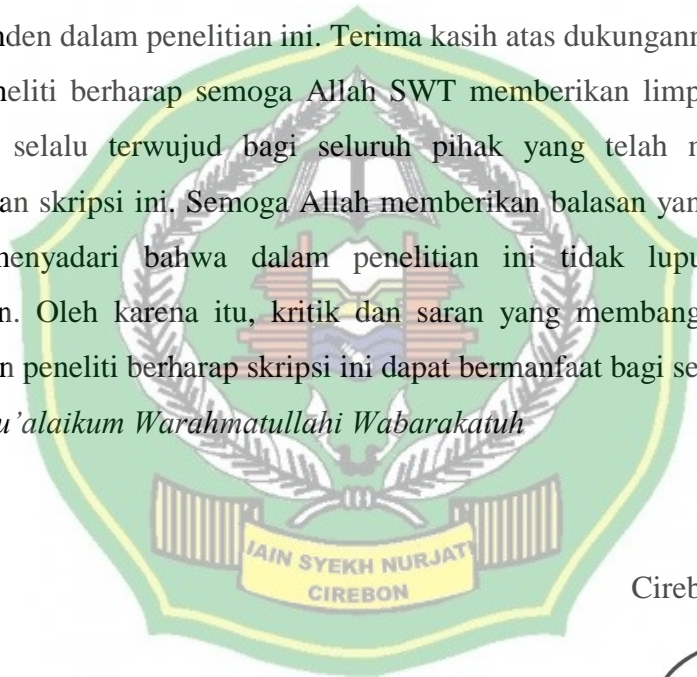 nden dalam penelitian ini. Terima kasih atas dukungann
neliti berharap semoga Allah SWT memberikan limp
selalu terwujud bagi seluruh pihak yang telah m
an skripsi ini. Semoga Allah memberikan balasan yan
menyadari bahwa dalam penelitian ini tidak lupu
n. Oleh karena itu, kritik dan saran yang membang
n peneliti berharap skripsi ini dapat bermanfaat bagi se
u’alaikum Warahmatullahi Wabarakatuh
IAIN SYEKH NURJATI
CIREBON
Cireb